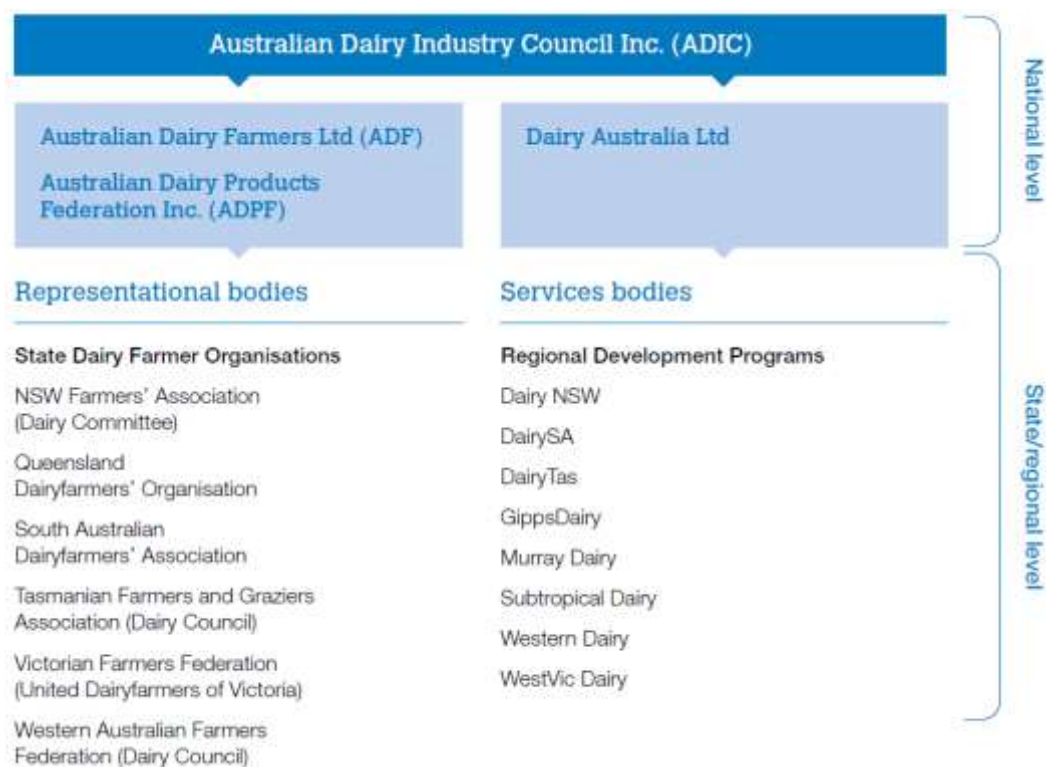 Australian Dairy Industry Council Inc. (ADIC)
Australian Dairy Farmers Ltd (ADF)
Australian Dairy Products
Federation Inc. (ADPF)
Dairy Australia Ltd
National level
Representational bodies
State Dairy Farmer Organisations
NSW Farmers' Association
(Dairy Committee)
Queensland
Dairyfarmers' Organisation
South Australian
Dairyfarmers' Association
Tasmanian Farmers and Graziers
Association (Dairy Council)
Victorian Farmers Federation
(United Dairyfarmers of Victoria)
Western Australian Farmers
Federation (Dairy Council)
Services bodies
Regional Development Programs
Dairy NSW
DairySA
DairyTas
GippsDairy
Murray Dairy
Subtropical Dairy
Western Dairy
WestVic Dairy
State/regional level